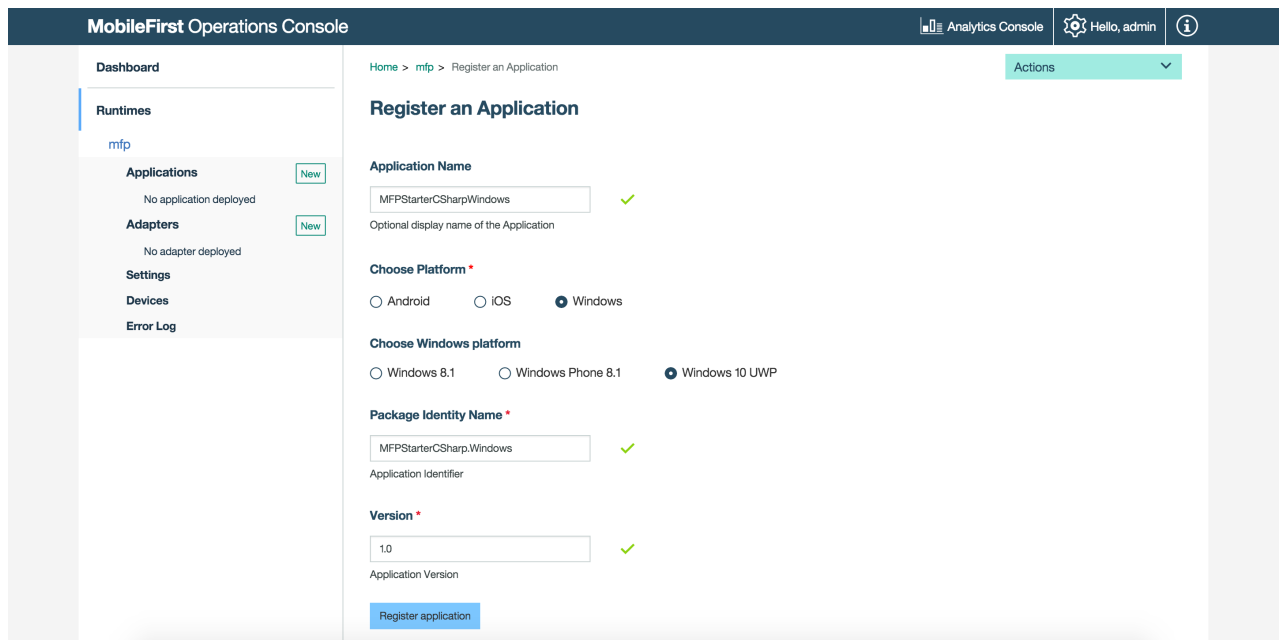 MobileFirst Operations Console
Analytics Console
Hello, admin
Dashboard
Runtimes
mfp
Applications New
No application deployed
Adapters New
No adapter deployed
Settings
Devices
Error Log
Home > mfp > Register an Application
Actions
Register an Application
Application Name
MFPStarterCSharpWindows
Optional display name of the Application
Choose Platform *
Android iOS Windows
Choose Windows platform
Windows 8.1 Windows Phone 8.1 Windows 10 UWP
Package Identity Name *
MFPStarterCSharp.Windows
Application Identifier
Version *
1.0
Application Version
Register application